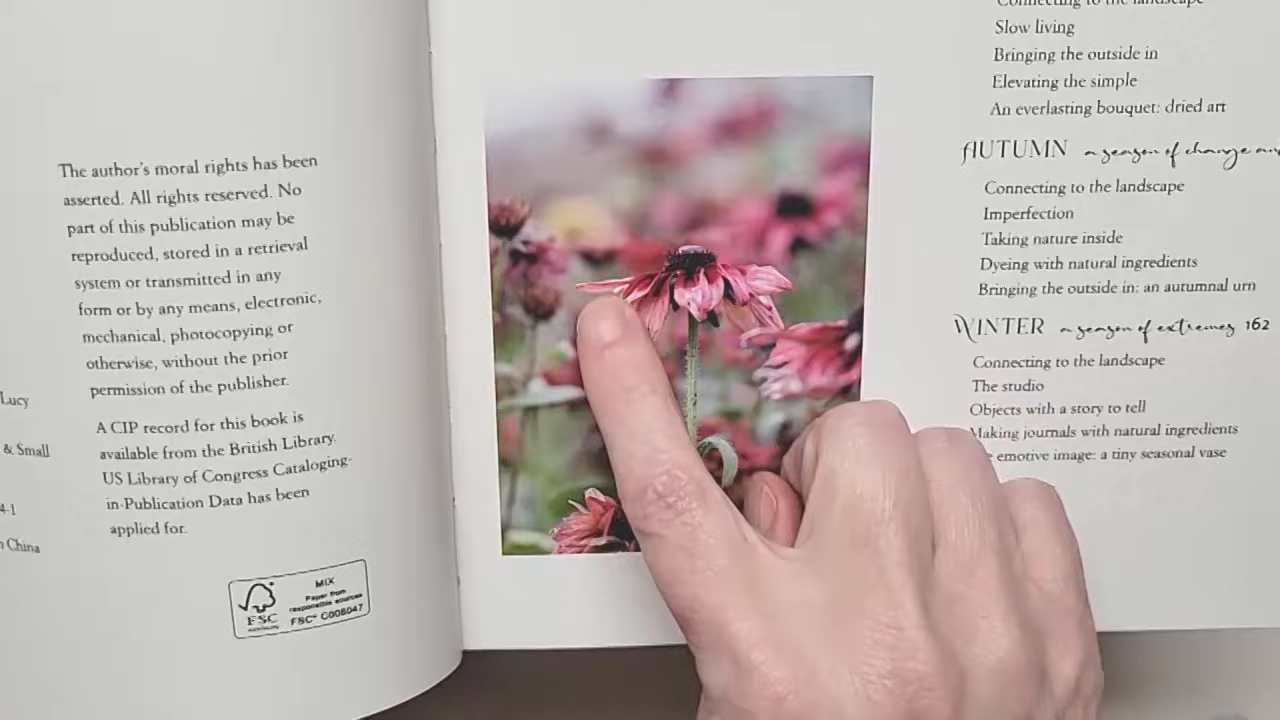 Lucy
& Small
4-1
China
The author's moral rights has been
asserted. All rights reserved. No
part of this publication may be
reproduced, stored in a retrieval
system or transmitted in any
form or by any means, electronic,
mechanical, photocopying or
otherwise, without the prior
permission of the publisher.
A CIP record for this book is
available from the British Library.
US Library of Congress Cataloging-
in-Publication Data has been
applied for.
MIX
Paper from
responsible sources
FSC® C008047
FSC
Connecting to the landscape
Slow living
Bringing the outside in
Elevating the simple
An everlasting bouquet: dried art
AUTUMN a season of change
Connecting to the landscape
Imperfection
Taking nature inside
Dyeing with natural ingredients
Bringing the outside in: an autumnal urn
WINTER a season of extremes 162
Connecting to the landscape
The studio
Objects with a story to tell
Making journals with natural ingredients
emotive image: a tiny seasonal vase